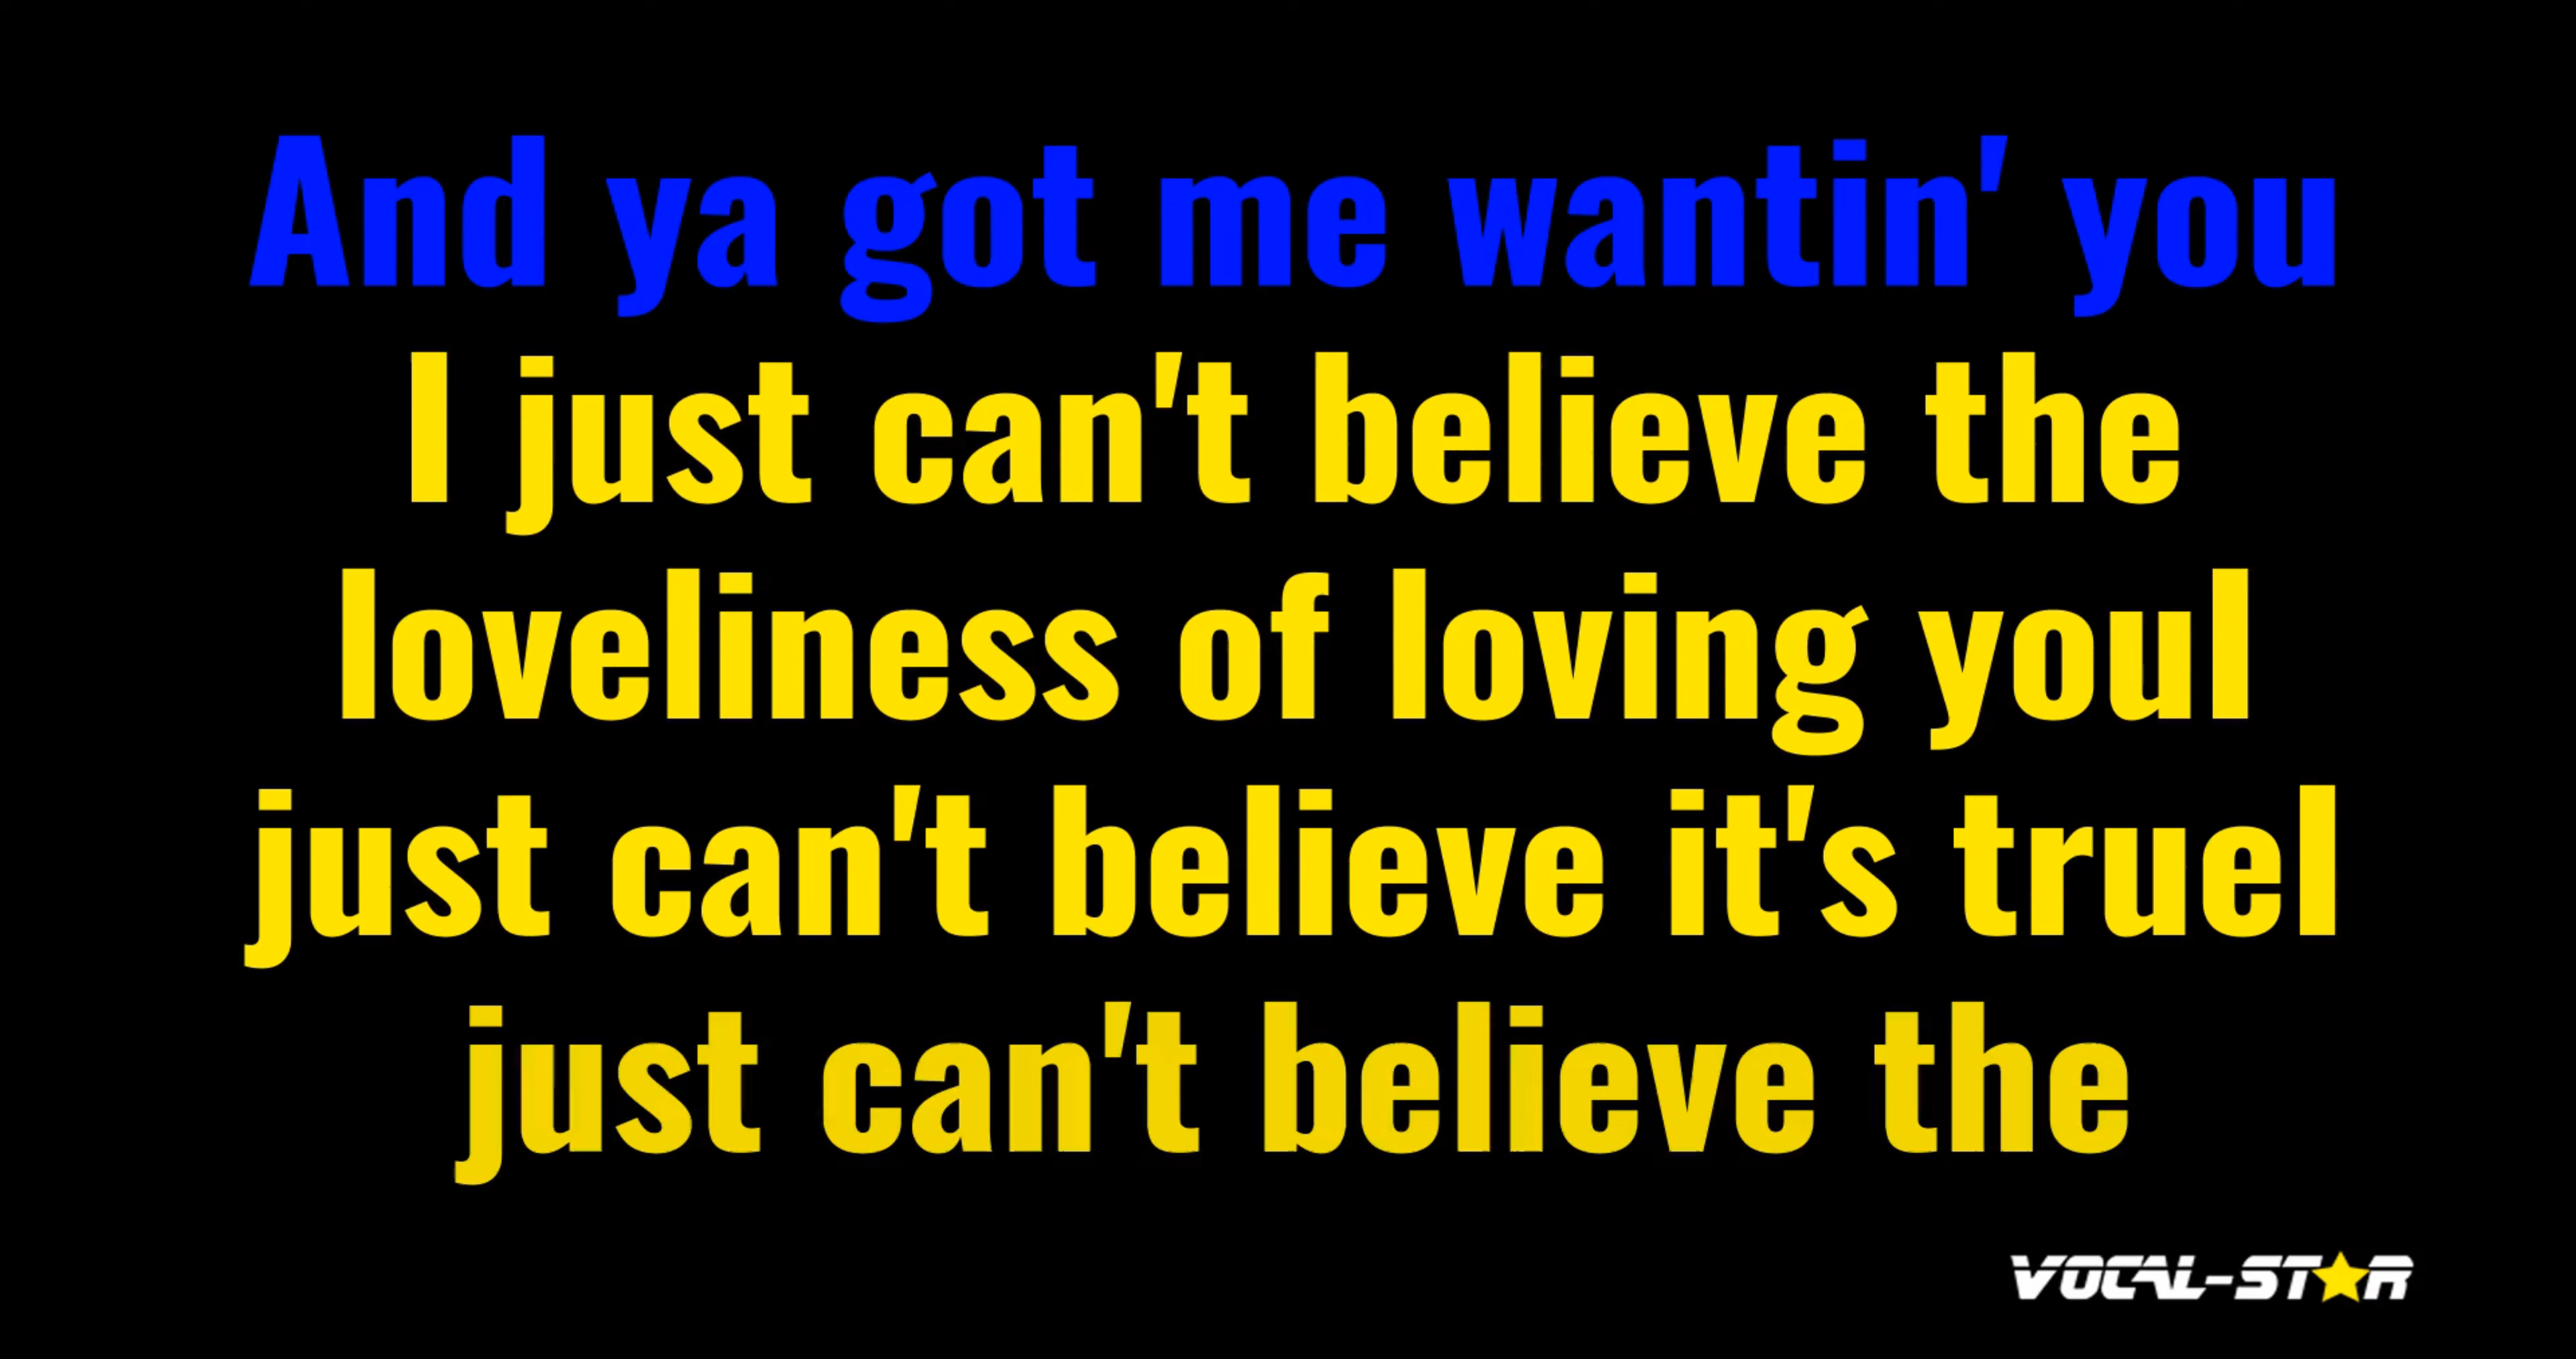 And ya got me wantin' you
I just can't believe the
loveliness of loving youI
just can't believe it's trueI
just can't believe the
VOCAL-STAR